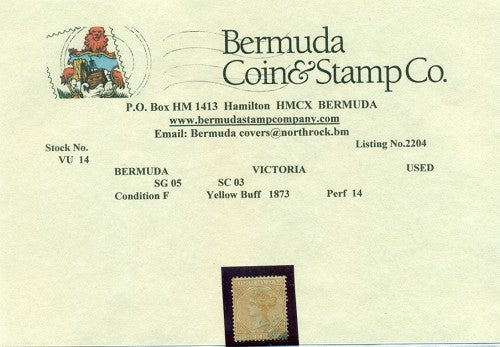 Bermuda
Coin&Stamp Co.
P.O. Box HM 1413 Hamilton HMCX BERMUDA
www.bermudastampcompany.com
Email: Bermuda covers@northrock.bm
Stock No. Listing No.2204
VU 14
BERMUDA VICTORIA USED
SG 05 SC 03
Condition F Yellow Buff 1873 Perf 14